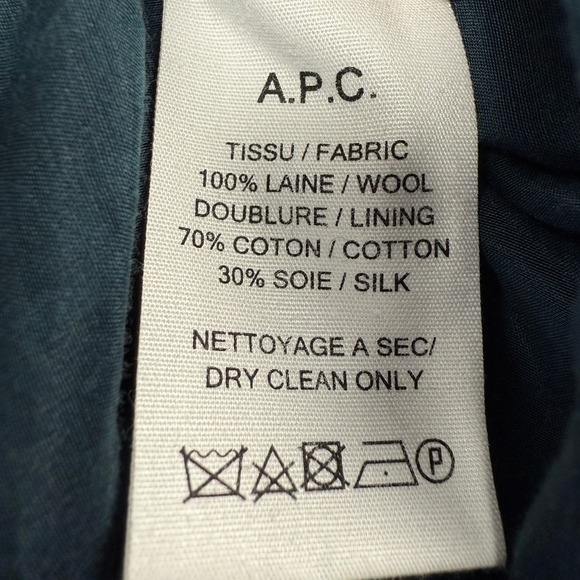 A.P.C.
TISSU / FABRIC
100% LAINE / WOOL
DOUBLURE / LINING
70% COTON / COTTON
30% SOIE / SILK
NETTOYAGE A SEC/
DRY CLEAN ONLY
P